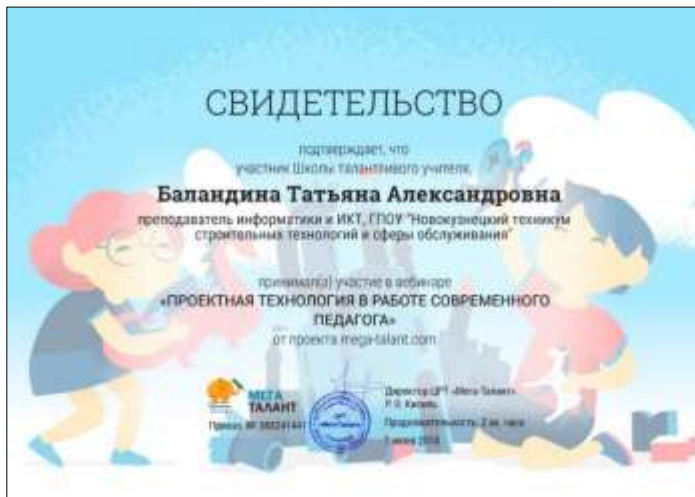 СВИДЕТЕЛЬСТВО
подтверждает, что
участник Школы талантливого учителя,
Баландина Татьяна Александровна
преподаватель информатики и ИКТ, ГПОУ "Новокузнецкий техникум
строительных технологий и сферы обслуживания"
принимал(а) участие в вебинаре
«ПРОЕКТНАЯ ТЕХНОЛОГИЯ В РАБОТЕ СОВРЕМЕННОГО
ПЕДАГОГА»
от проекта mega-talant.com
МЕГА
ТАЛАНТ
Директор ЦРТ «Мега-Талант»
Продолжительность: 2 ак. часа